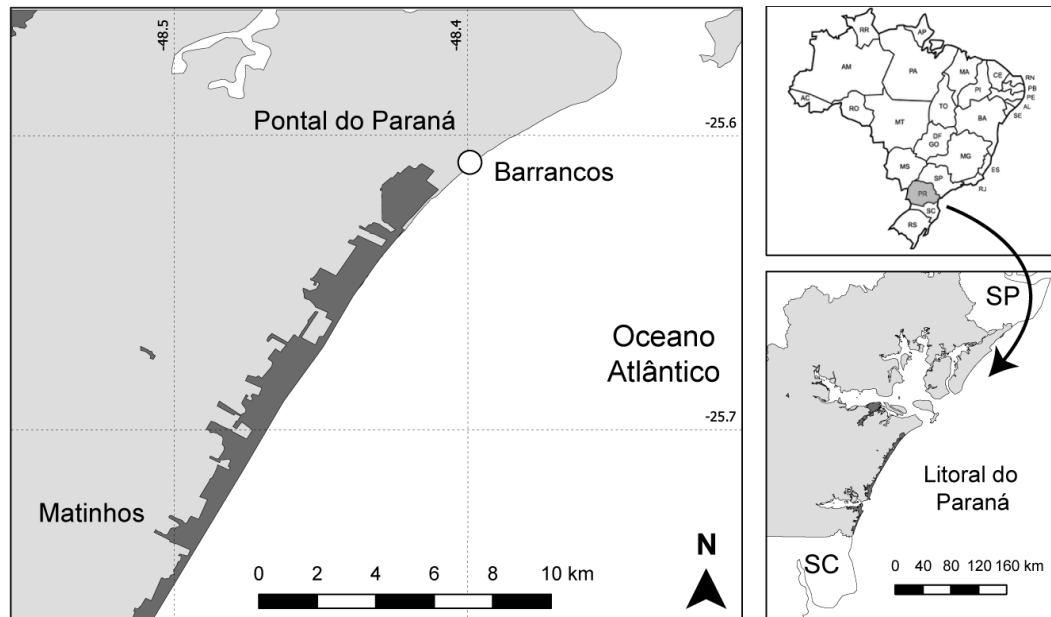 -48.5
-48.4
Pontal do Paraná
-25.6
Barrancos
Oceano
Atlântico
-25.7
Matinhos
N
0 2 4 6 8 10 km
RR
AP
AM
PA
MA
CE
RN
PB
PE
AL
SE
PI
AC
RO
TO
BA
MT
DF
GO
MG
ES
MS
SP
RJ
PR
SC
RS
SP
Litoral do
Paraná
SC
0 40 80 120 160 km